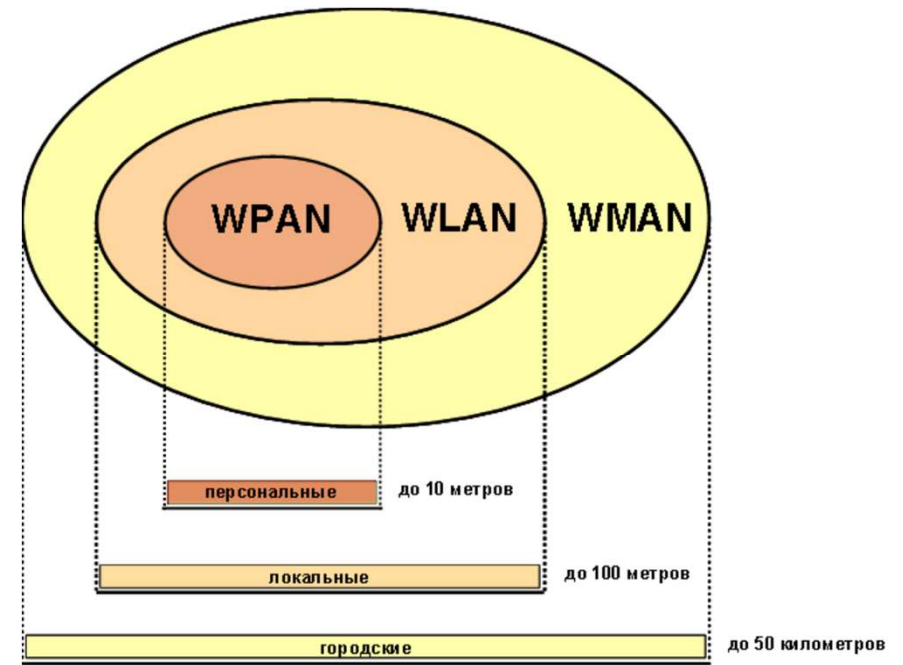 WPAN WLAN WMAN
персональные до 10 метров
локальные до 100 метров
городские до 50 километров